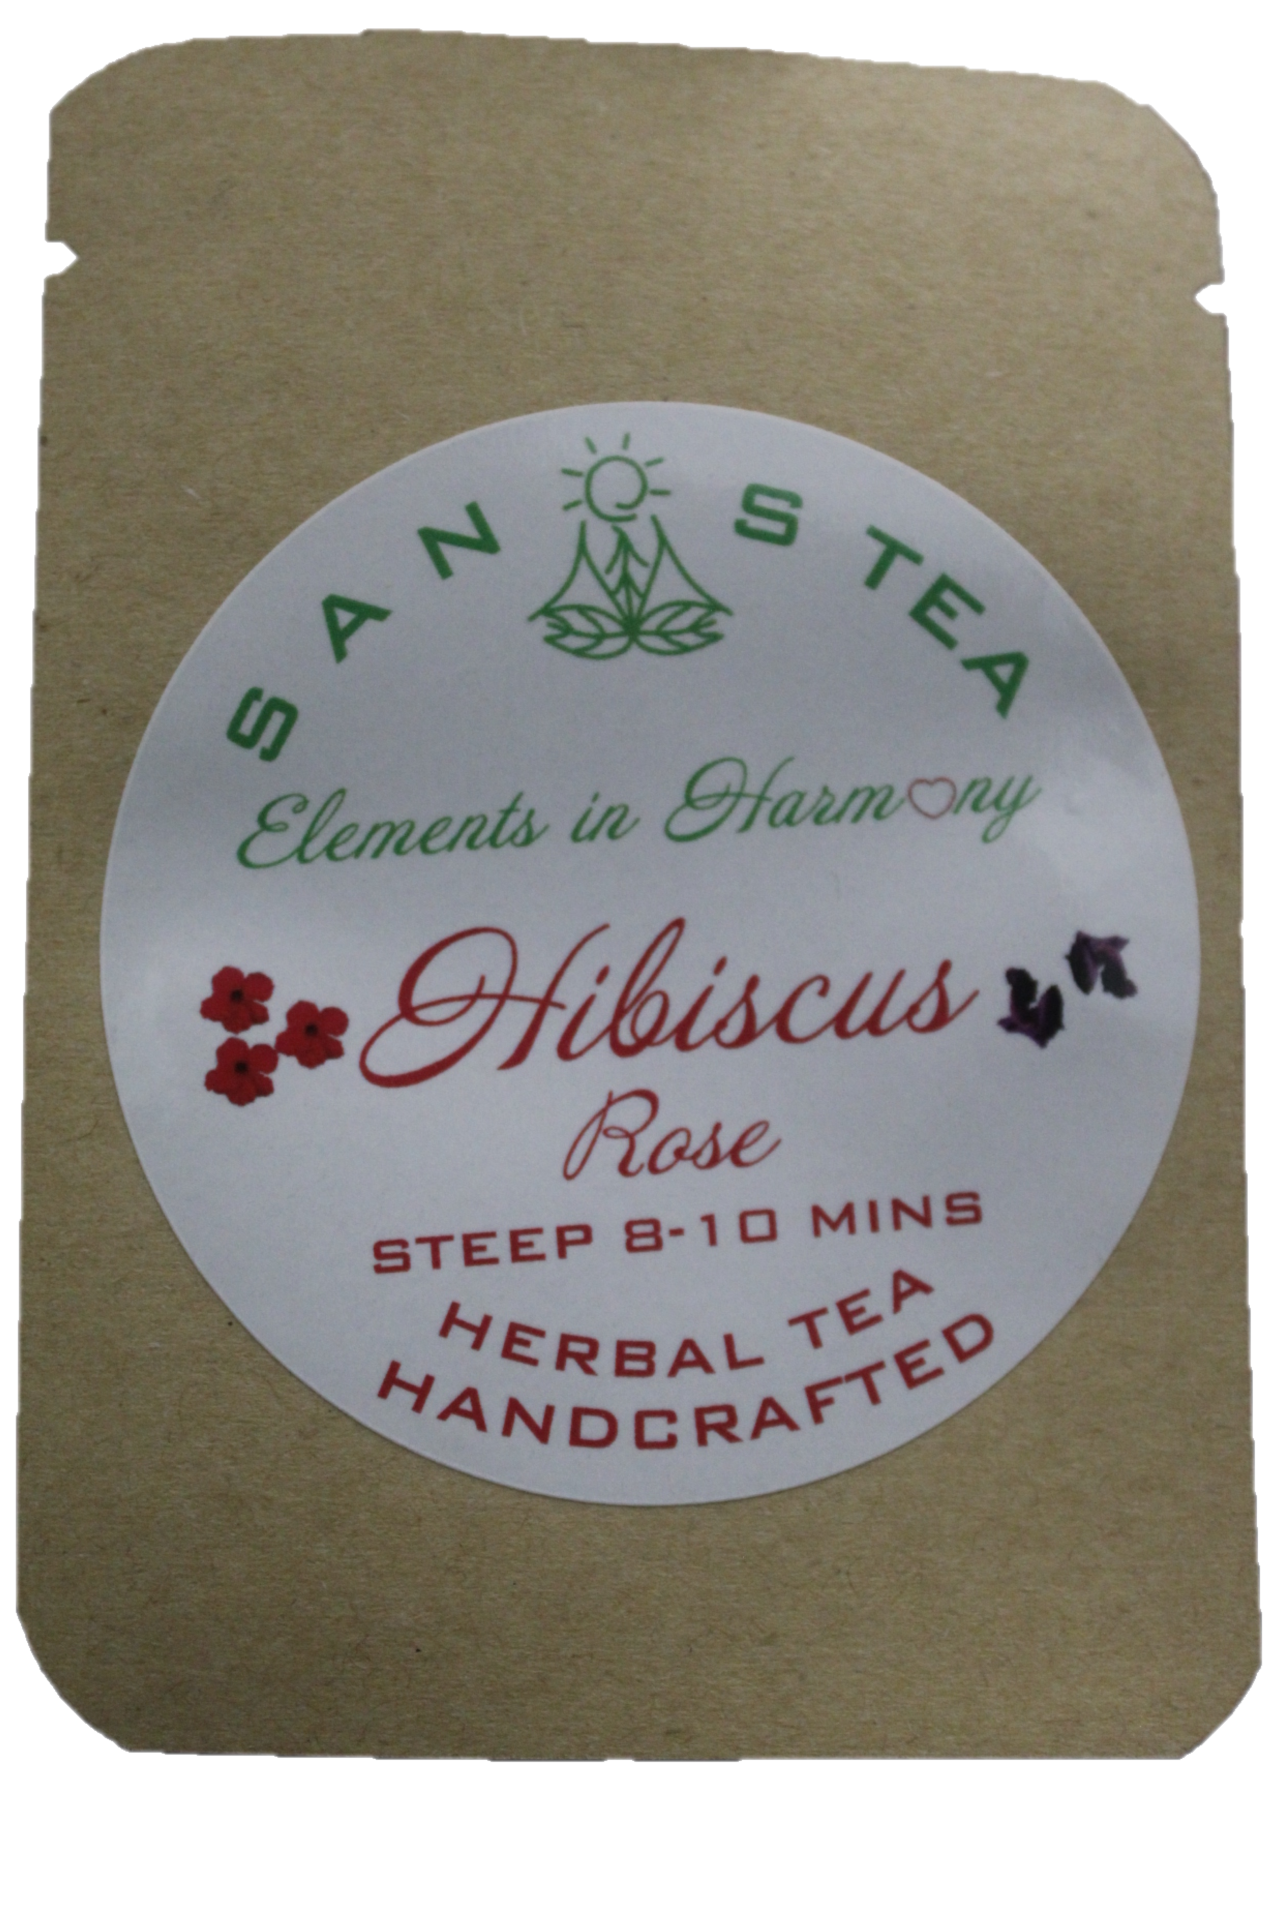 SAN STEA
Elements in Harmony
Hibiscus
Rose
STEEP 8-10 MINS
HERBAL TEA
HANDCRAFTED